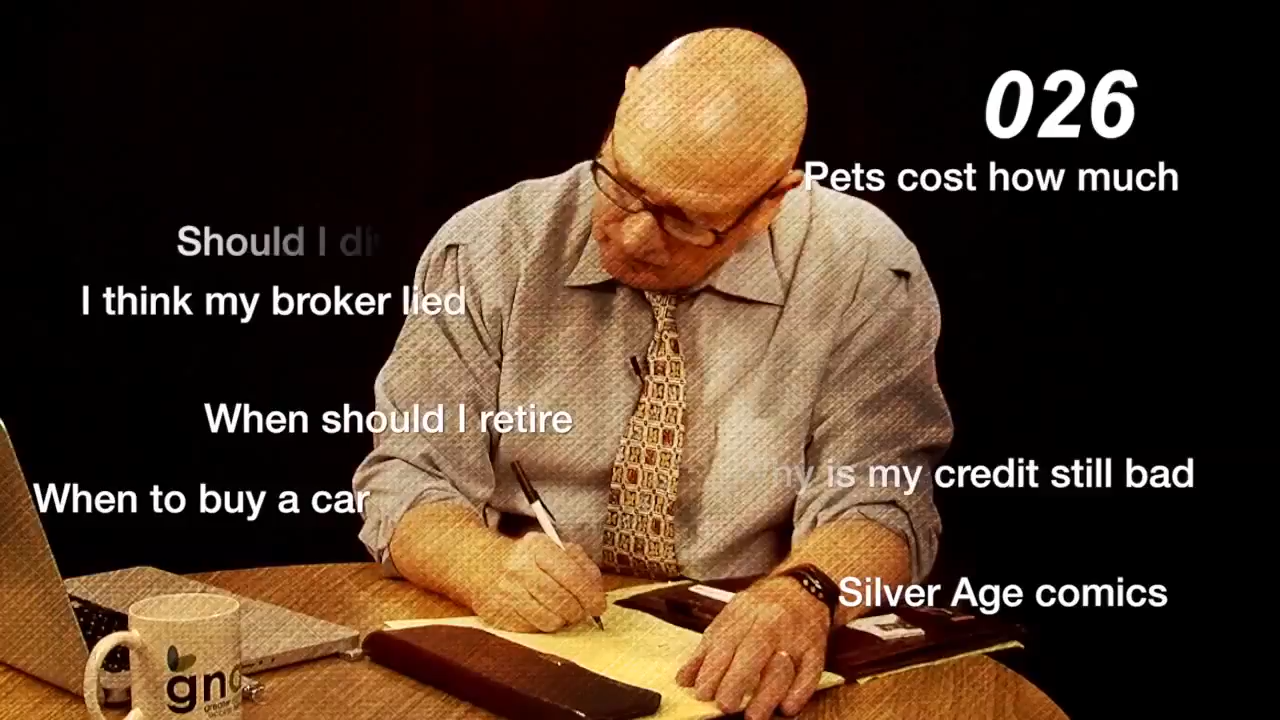 026
Pets cost how much
Should I
I think my broker lied
When should I retire
is my credit still bad
When to buy a car
Silver Age comics